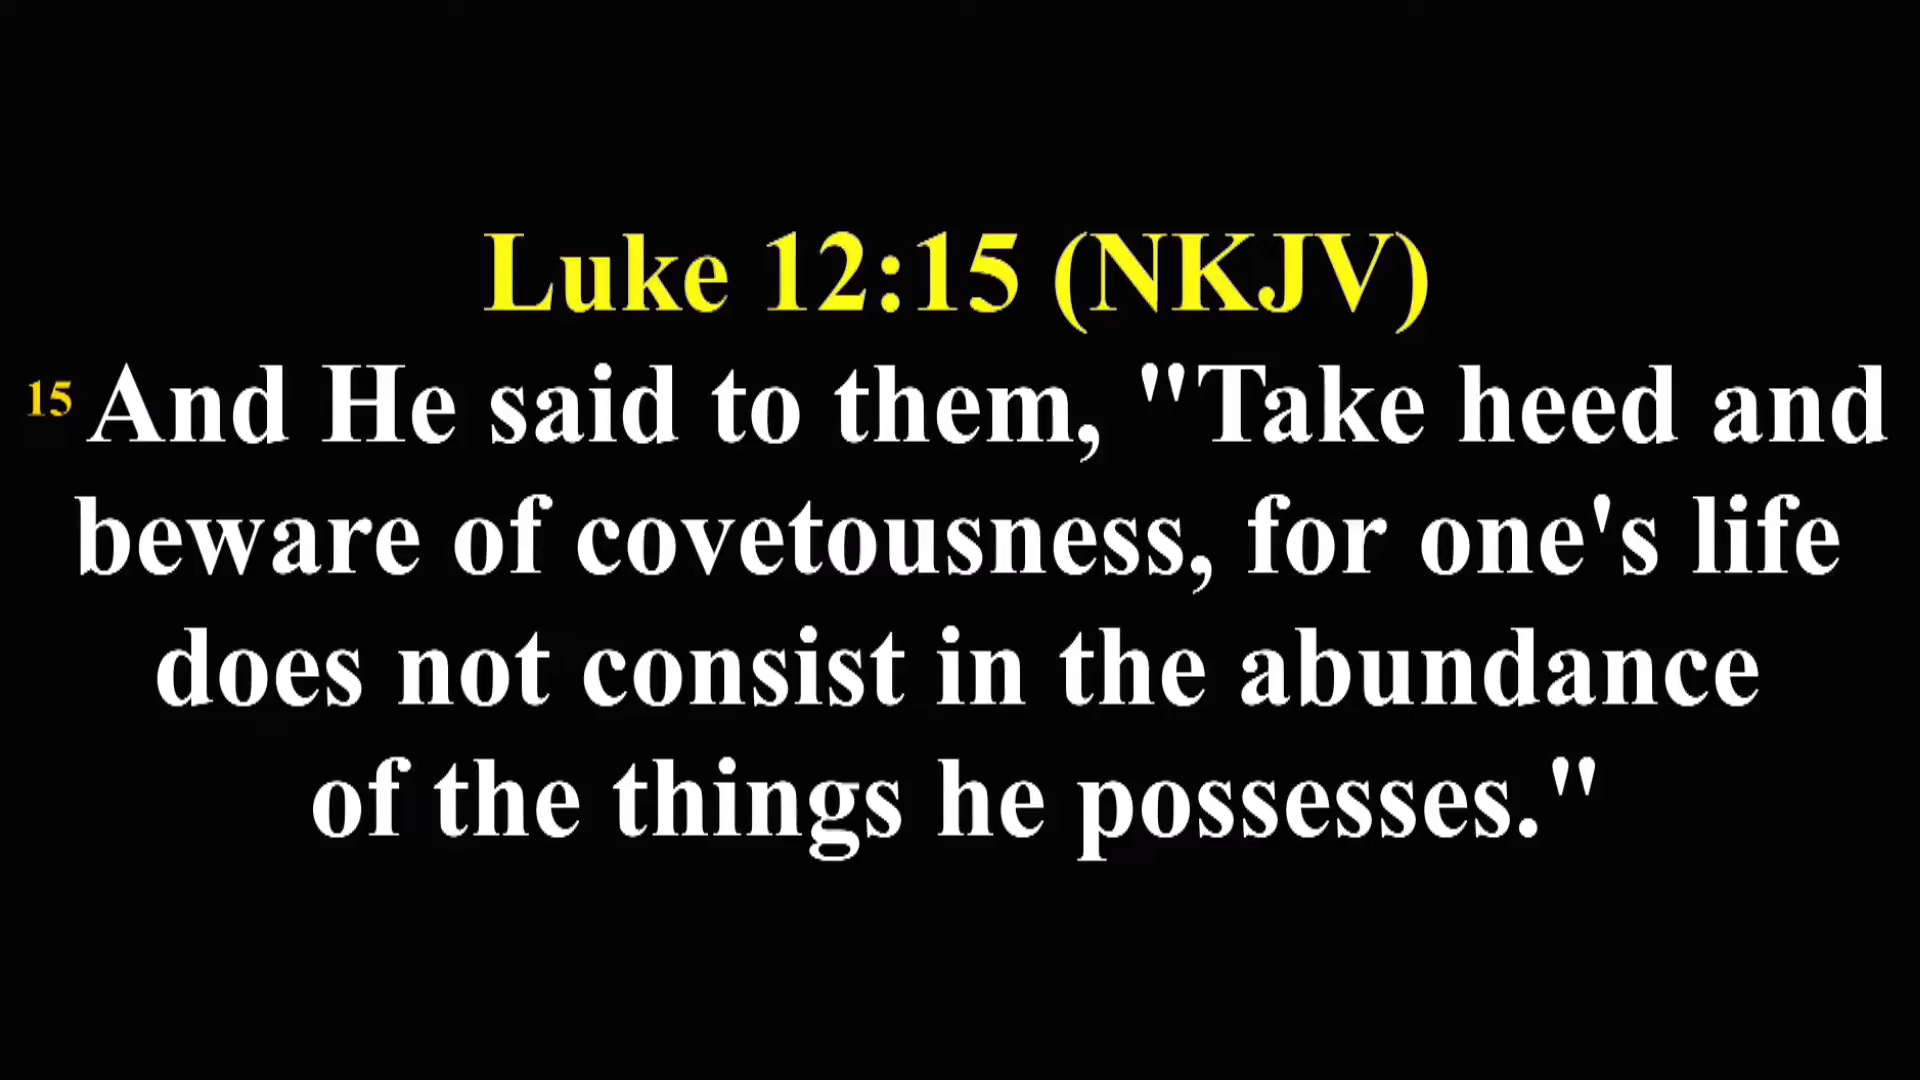 Luke 12:15 (NKJV)
15 And He said to them, "Take heed and
beware of covetousness, for one's life
does not consist in the abundance
of the things he possesses."